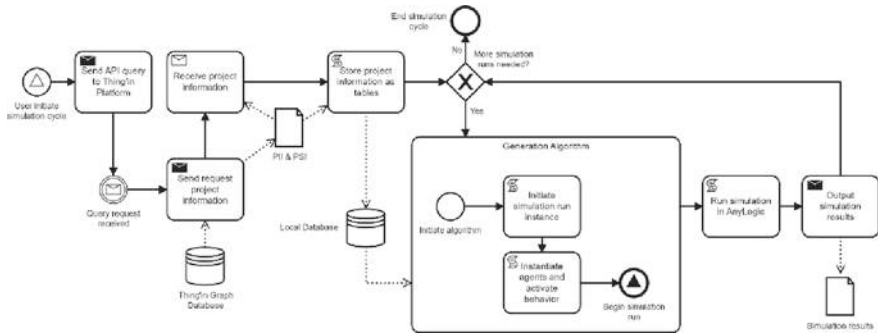 End simulation
cycle
No
More simulation
runs needed?
Send API query
to Thing'in
Platform
Receive project
information
Store project
information as
tables
User initiate
simulation cycle
Yes
PII & PSI
Generation Algorithm
Send request
project
information
Query request
received
Initiate
simulation run
instance
Run simulation
in AnyLogic
Output
simulation
results
Local Database
Initiate algorithm
Instantiate
agents and
activate
behavior
Thing'in Graph
Database
Begin simulation
run
Simulation results